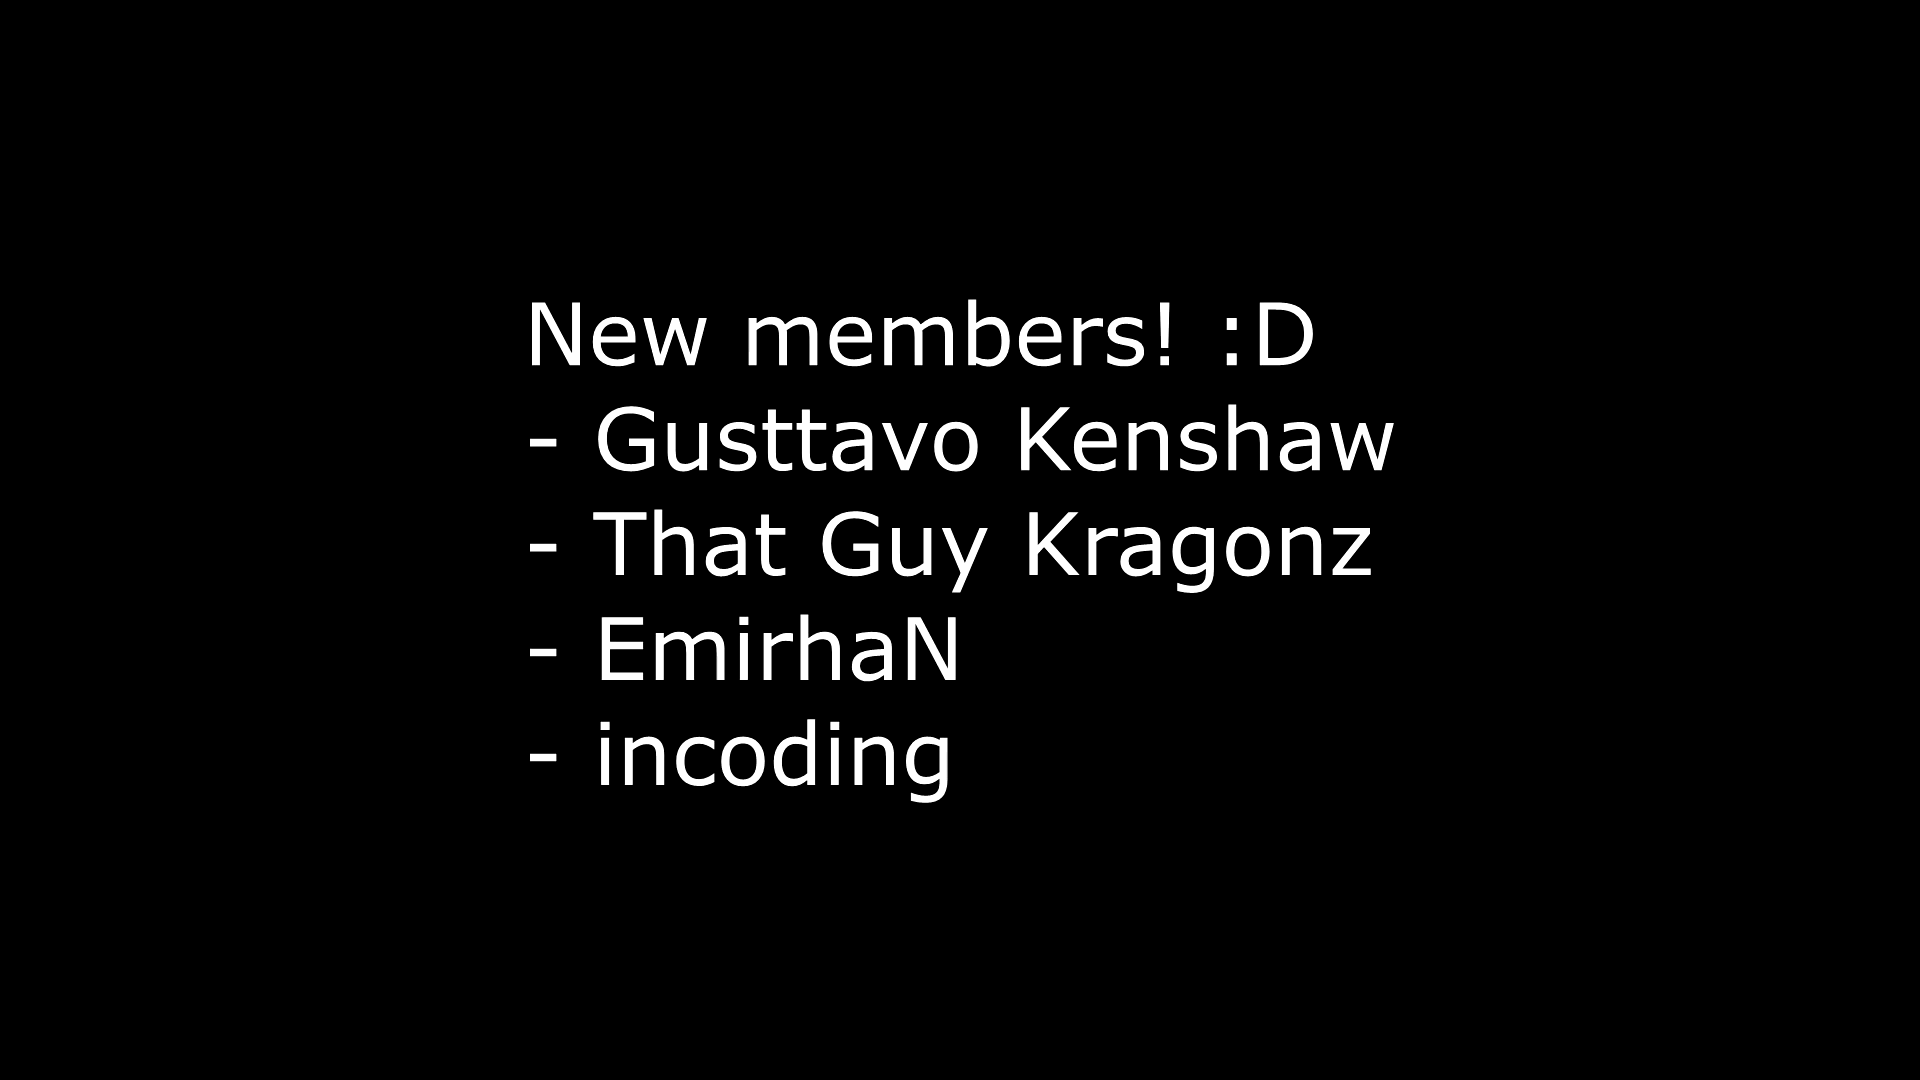 New members! :D
- Gusttavo Kenshaw
- That Guy Kragonz
- EmirhaN
- incoding